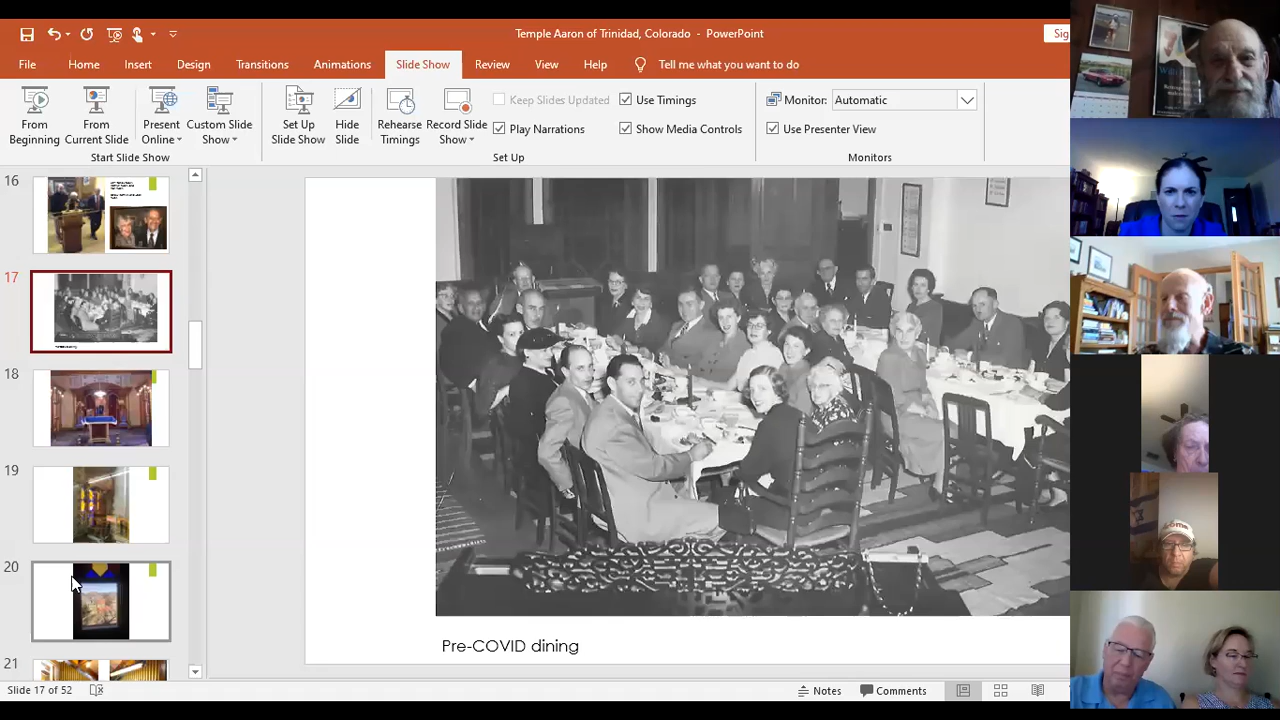 Temple Aaron of Trinidad, Colorado - PowerPoint
File Home Insert Design Transitions Animations Slide Show Review View Help Tell me what you want to do
From Beginning
From Current Slide
Present Online
Custom Slide Show
Start Slide Show
Set Up Slide Show
Hide Slide
Rehearse Timings
Record Slide Show
Keep Slides Updated
Play Narrations
Use Timings
Show Media Controls
Set Up
Monitor: Automatic
Use Presenter View
Monitors
16
17
18
19
20
21
Pre-COVID dining
Slide 17 of 52
Notes
Comments